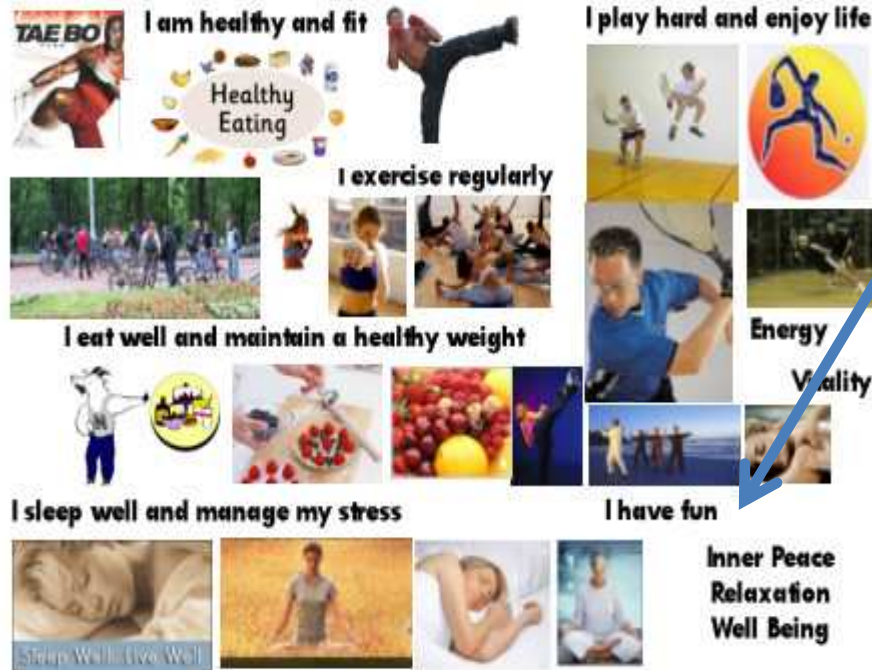 I am healthy and fit
I play hard and enjoy life
TAE BO
Healthy
Eating
I exercise regularly
I eat well and maintain a healthy weight
Energy
Vitality
I sleep well and manage my stress
I have fun
Inner Peace
Relaxation
Well Being
Sleep Well, Live Well